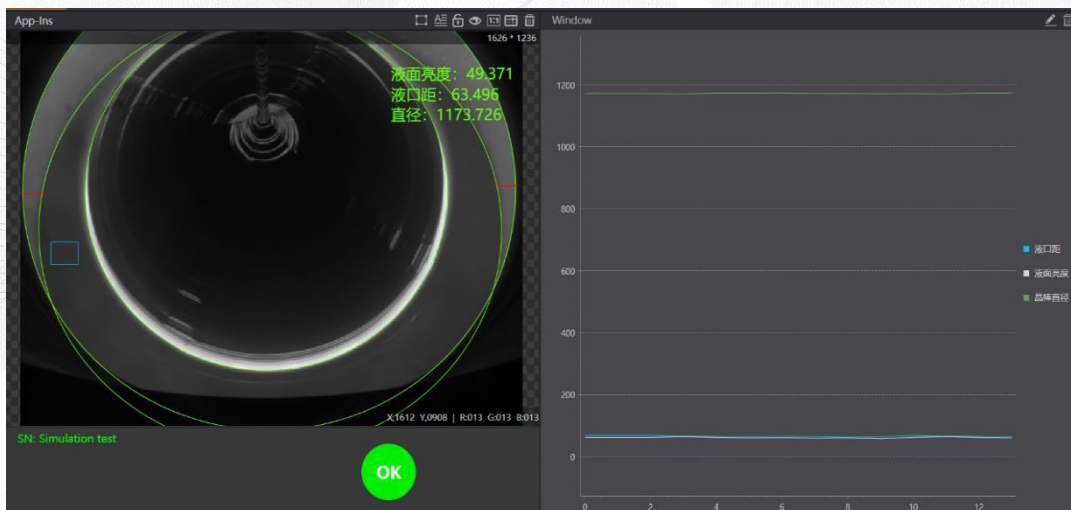 App-Ins
1:1
1626 * 1236
液面亮度：49.371
液口距：63.496
直径：1173.726
X,1612 Y,0908 | R:013 G:013 B:013
SN: Simulation test
OK
Window
1200
1000
800
600
400
200
0
0 2 4 6 8 10 12
液口距
液面亮度
晶棒直径